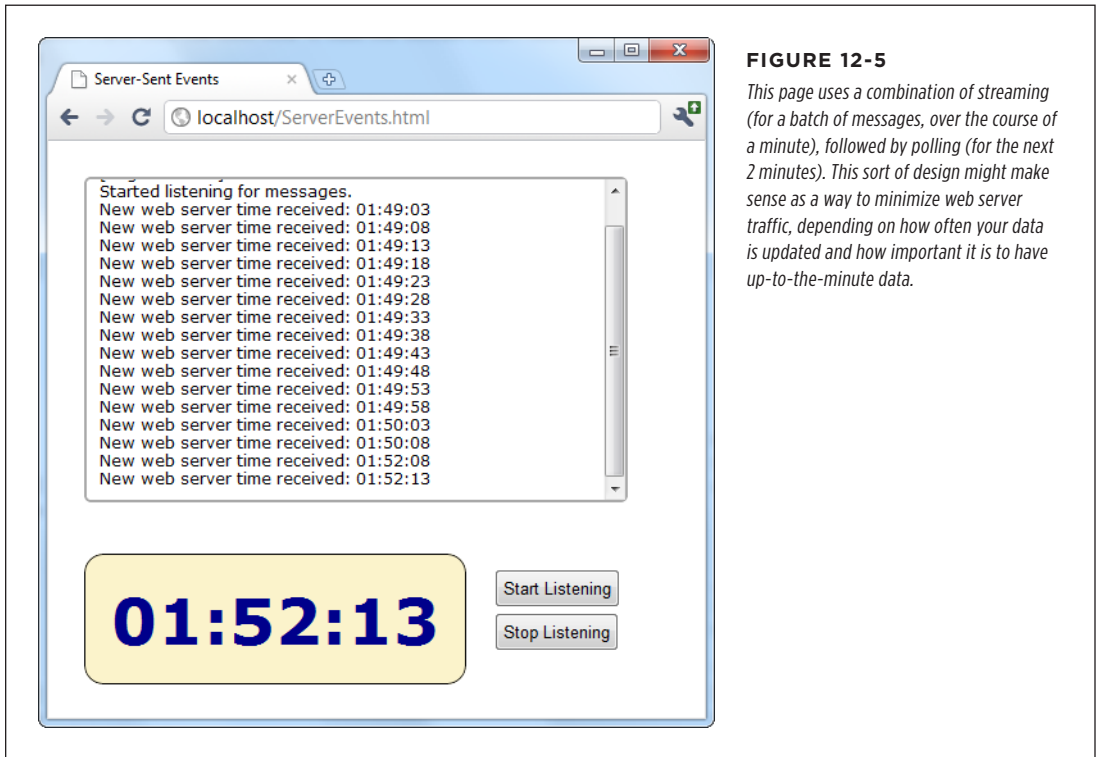 Server-Sent Events
localhost/ServerEvents.html
Started listening for messages.
New web server time received: 01:49:03
New web server time received: 01:49:08
New web server time received: 01:49:13
New web server time received: 01:49:18
New web server time received: 01:49:23
New web server time received: 01:49:28
New web server time received: 01:49:33
New web server time received: 01:49:38
New web server time received: 01:49:43
New web server time received: 01:49:48
New web server time received: 01:49:53
New web server time received: 01:49:58
New web server time received: 01:50:03
New web server time received: 01:50:08
New web server time received: 01:52:08
New web server time received: 01:52:13
01:52:13
Start Listening
Stop Listening
FIGURE 12-5
This page uses a combination of streaming
(for a batch of messages, over the course of
a minute), followed by polling (for the next
2 minutes). This sort of design might make
sense as a way to minimize web server
traffic, depending on how often your data
is updated and how important it is to have
up-to-the-minute data.